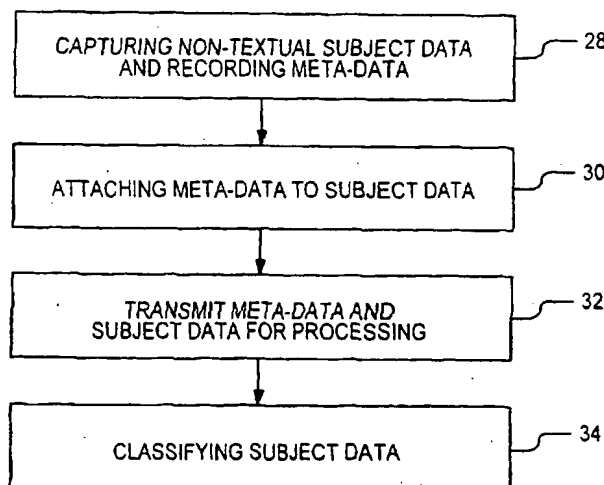 CAPTURING NON-TEXTUAL SUBJECT DATA
AND RECORDING META-DATA
28
ATTACHING META-DATA TO SUBJECT DATA
30
TRANSMIT META-DATA AND
SUBJECT DATA FOR PROCESSING
32
CLASSIFYING SUBJECT DATA
34